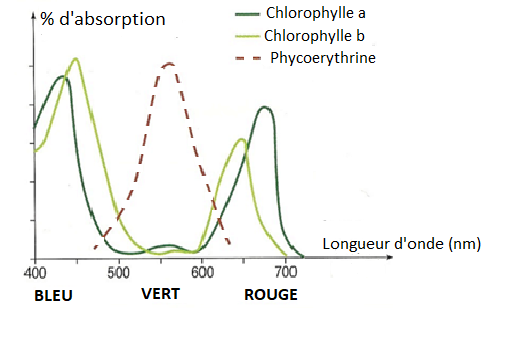 % d'absorption
Chlorophylle a
Chlorophylle b
Phycoerythrine
Longueur d'onde (nm)
400 500 600 700
BLEU VERT ROUGE